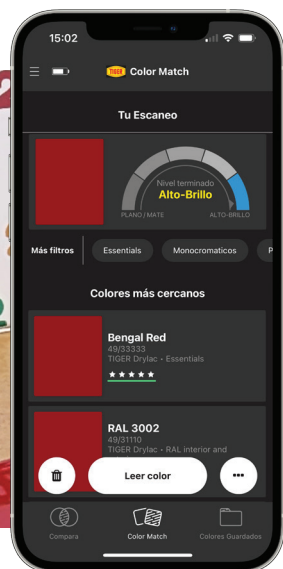 15:02
TIGER Color Match
Tu Escaneo
Nivel terminado
Alto-Brillo
PLANO / MATE
ALTO-BRILLO
Más filtros
Essentials
Monocromaticos
P
Colores más cercanos
Bengal Red
49/33333
TIGER Drylac • Essentials
RAL 3002
49/31110
TIGER Drylac • RAL interior and
Leer color
Compara
Color Match
Colores Guardados